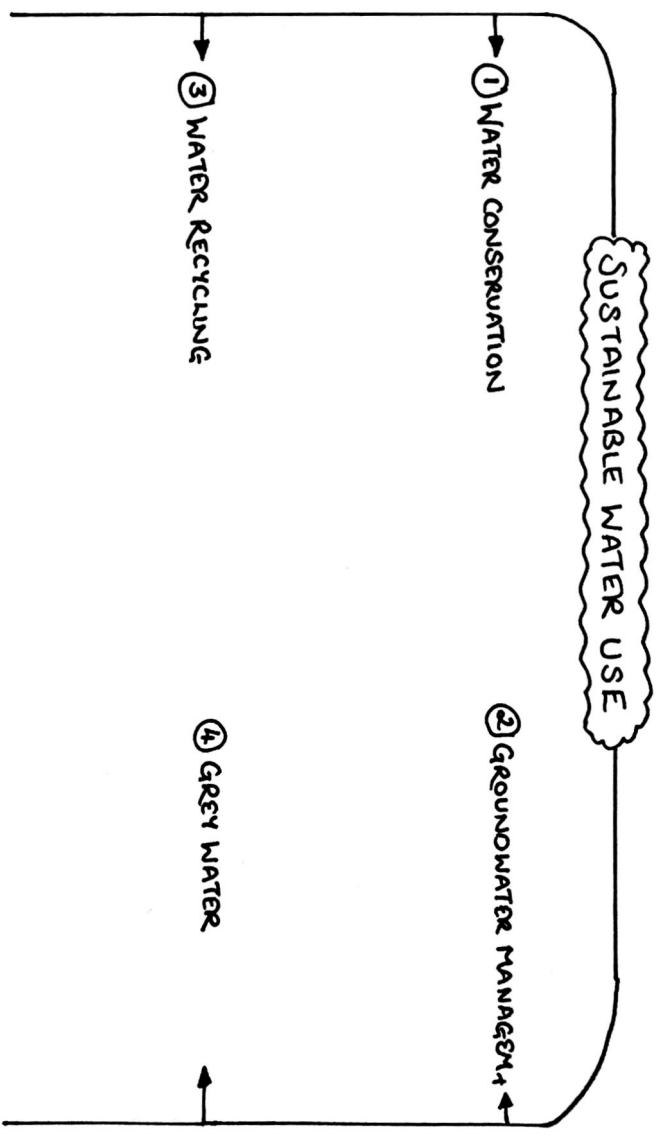 SUSTAINABLE WATER USE
① WATER CONSERVATION
② GROUNDWATER MANAGEM
③ WATER RECYCLING
④ GREY WATER